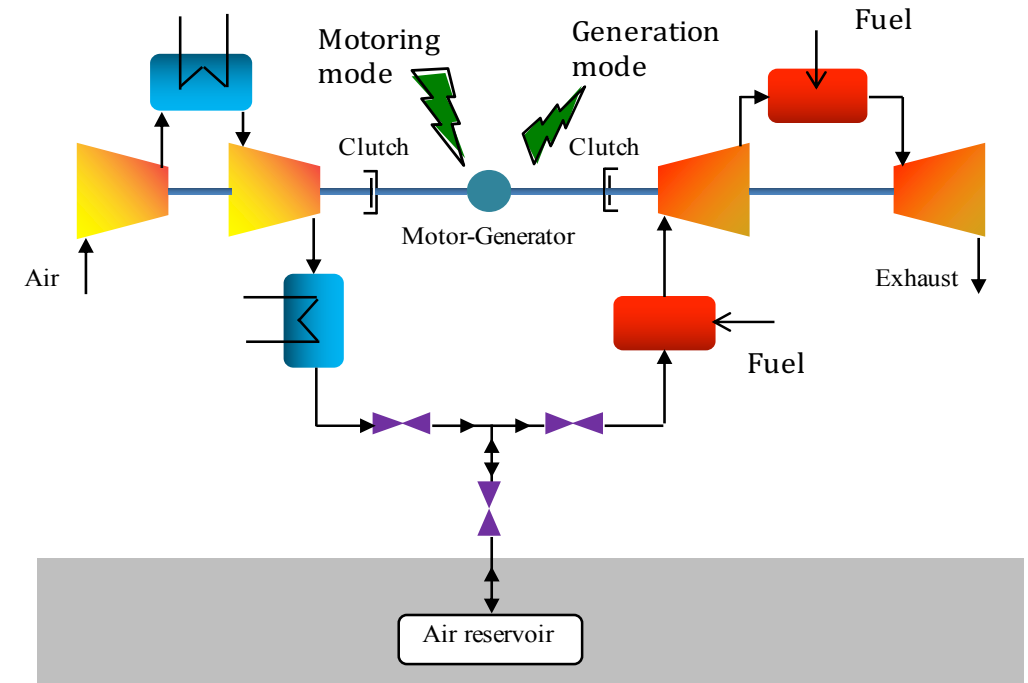 Fuel
Motoring
mode
Generation
mode
Clutch
Clutch
Motor-Generator
Air
Exhaust
Fuel
Air reservoir